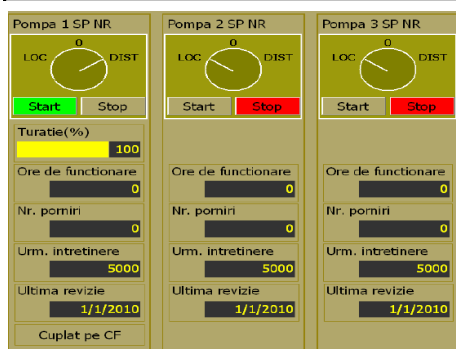 Pompa 1 SP NR
0
LOC DIST
Start Stop
Turatie(%)
100
Ore de functionare
0
Nr. porniri
0
Urm. intretinere
5000
Ultima revizie
1/1/2010
Cuplat pe CF
Pompa 2 SP NR
0
LOC DIST
Start Stop
Ore de functionare
0
Nr. porniri
0
Urm. intretinere
5000
Ultima revizie
1/1/2010
Pompa 3 SP NR
0
LOC DIST
Start Stop
Ore de functionare
0
Nr. porniri
0
Urm. intretinere
5000
Ultima revizie
1/1/2010